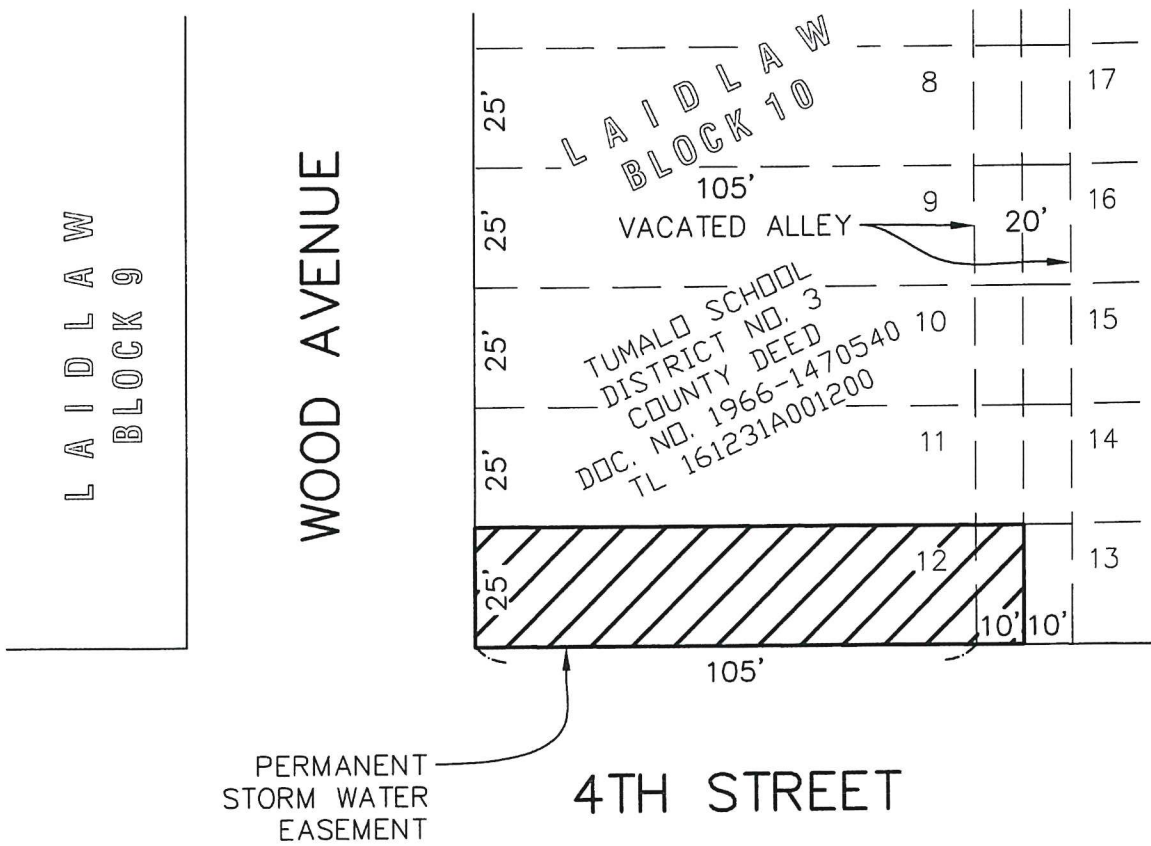 LAIDLAW
BLOCK 9
WOOD AVENUE
LAIDLAW
BLOCK 10
25'
8
17
105'
25'
9
16
VACATED ALLEY
20'
TUMALO SCHOOL
DISTRICT NO. 3
COUNTY DEED
DOC. NO. 1966-1470540
TL 161231A001200
25'
10
15
25'
11
14
25'
12
13
10'
10'
105'
PERMANENT
STORM WATER
EASEMENT
4TH STREET